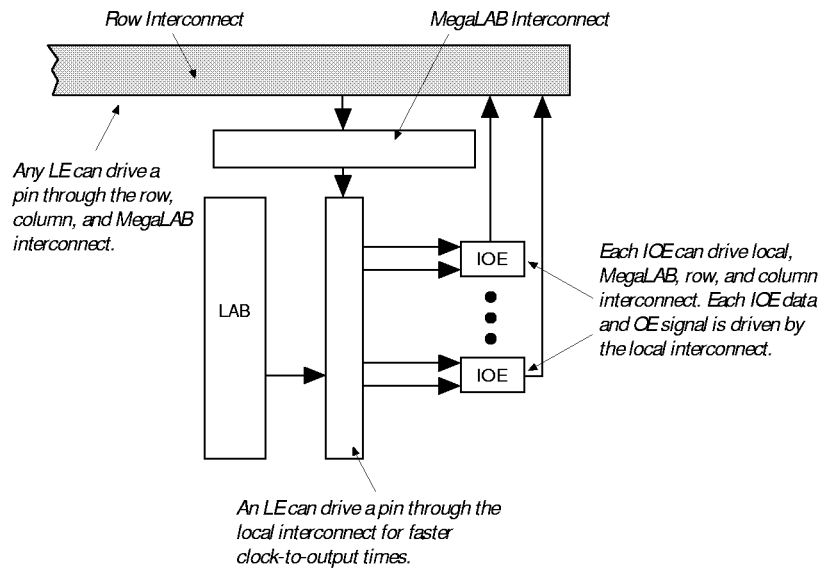 Row Interconnect
MegaLAB Interconnect
Any LE can drive a
pin through the row,
column, and MegaLAB
interconnect.
LAB
IOE
IOE
Each IOE can drive local,
MegaLAB, row, and column
interconnect. Each IOE data
and OE signal is driven by
the local interconnect.
An LE can drive a pin through the
local interconnect for faster
clock-to-output times.